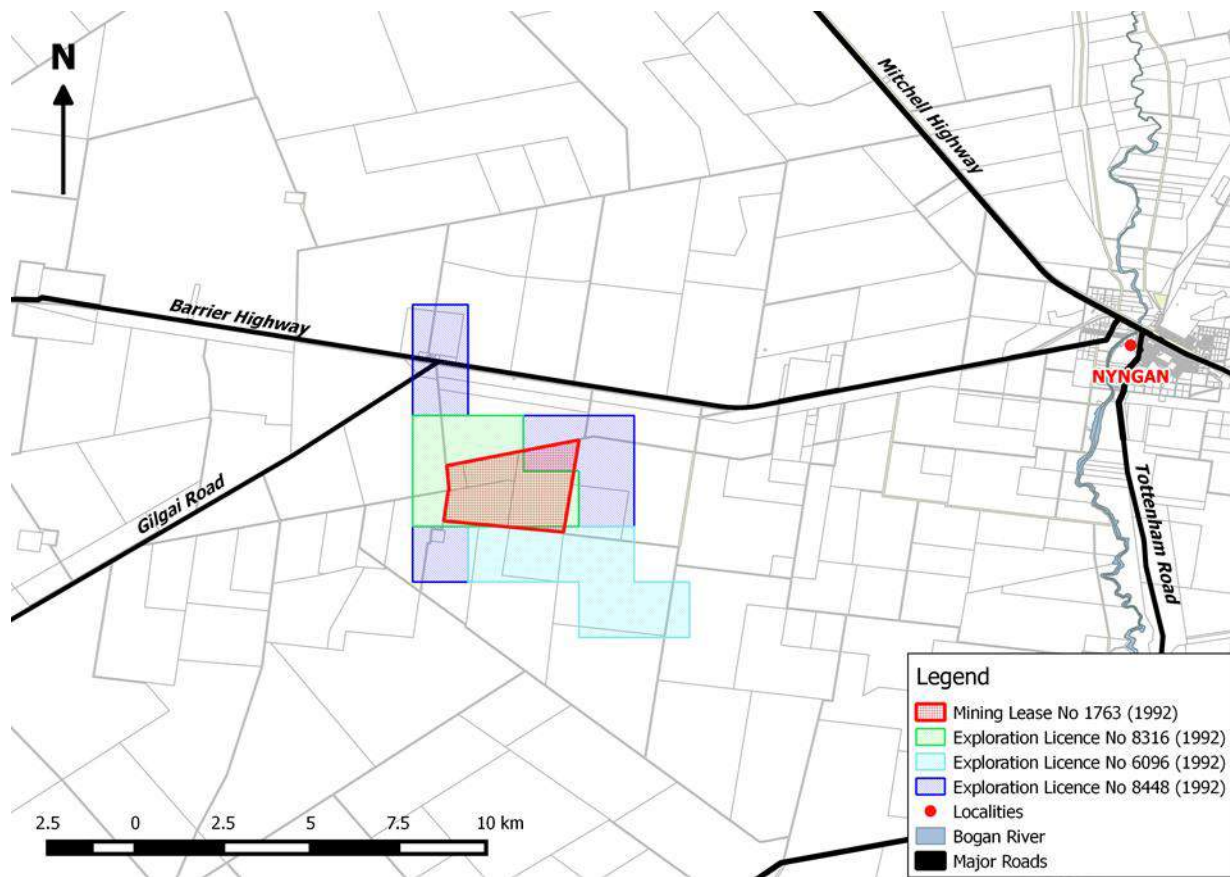 N
Mitchell Highway
Barrier Highway
NYNGAN
Gilgai Road
Tottenham Road
Legend
Mining Lease No 1763 (1992)
Exploration Licence No 8316 (1992)
Exploration Licence No 6096 (1992)
Exploration Licence No 8448 (1992)
Localities
Bogan River
Major Roads
2.5 0 2.5 5 7.5 10 km